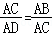 AC/AD = AB/AC